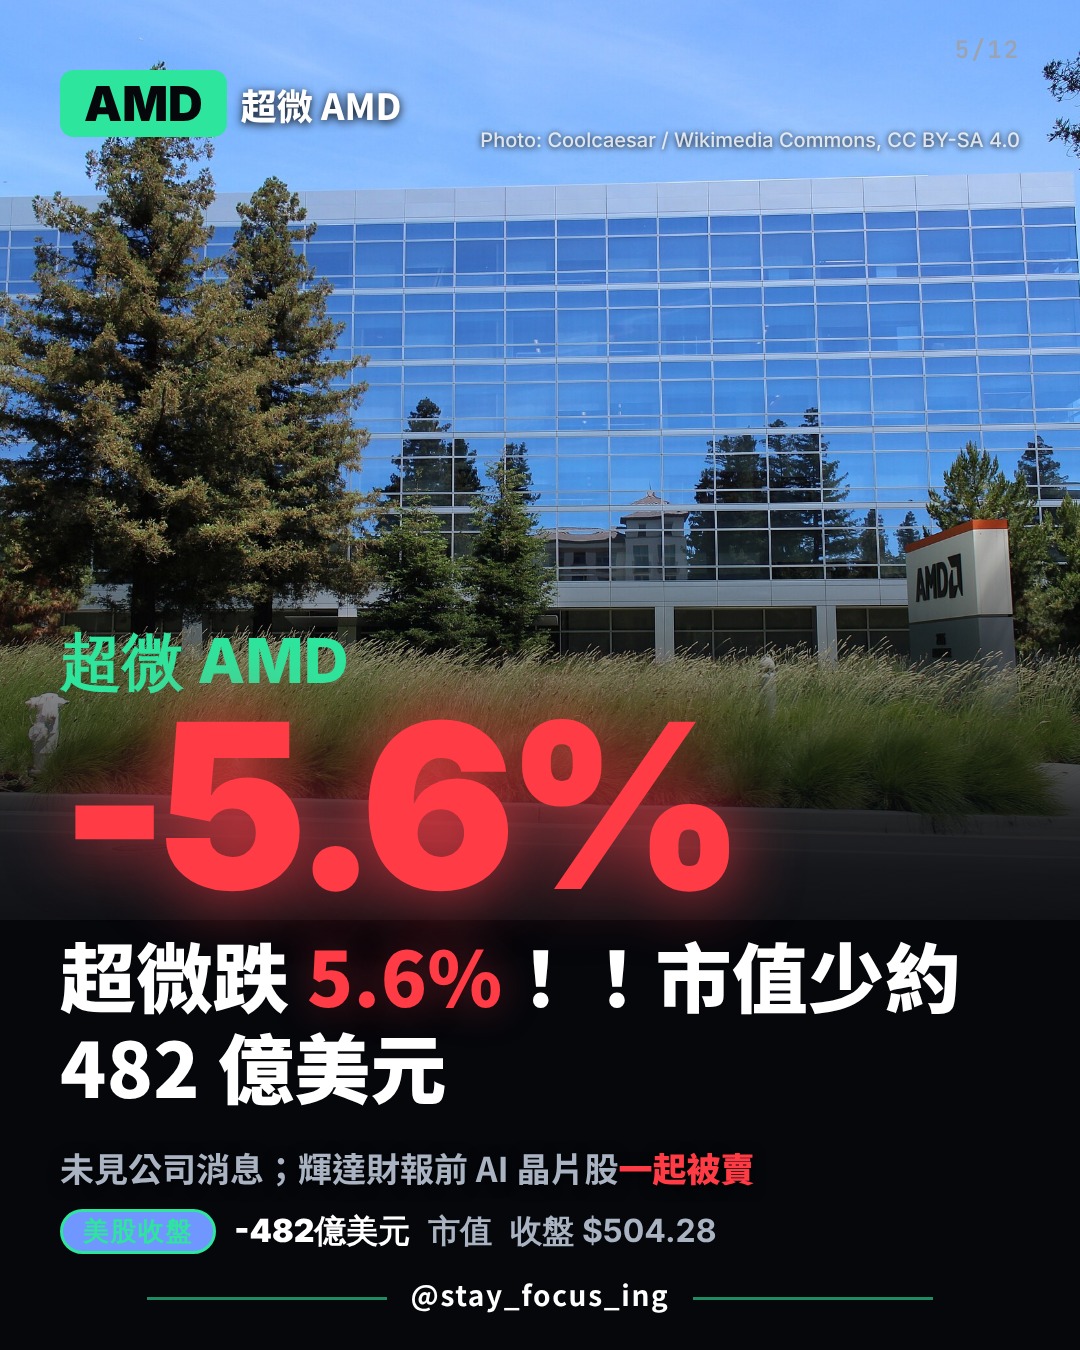 5/12
AMD 超微 AMD
Photo: Coolcaesar / Wikimedia Commons, CC BY-SA 4.0
AMD
超微 AMD
-5.6%
超微跌 5.6%！！市值少約
482 億美元
未見公司消息；輝達財報前 AI 晶片股一起被賣
美股收盤 -482億美元 市值 收盤 $504.28
@stay_focus_ing